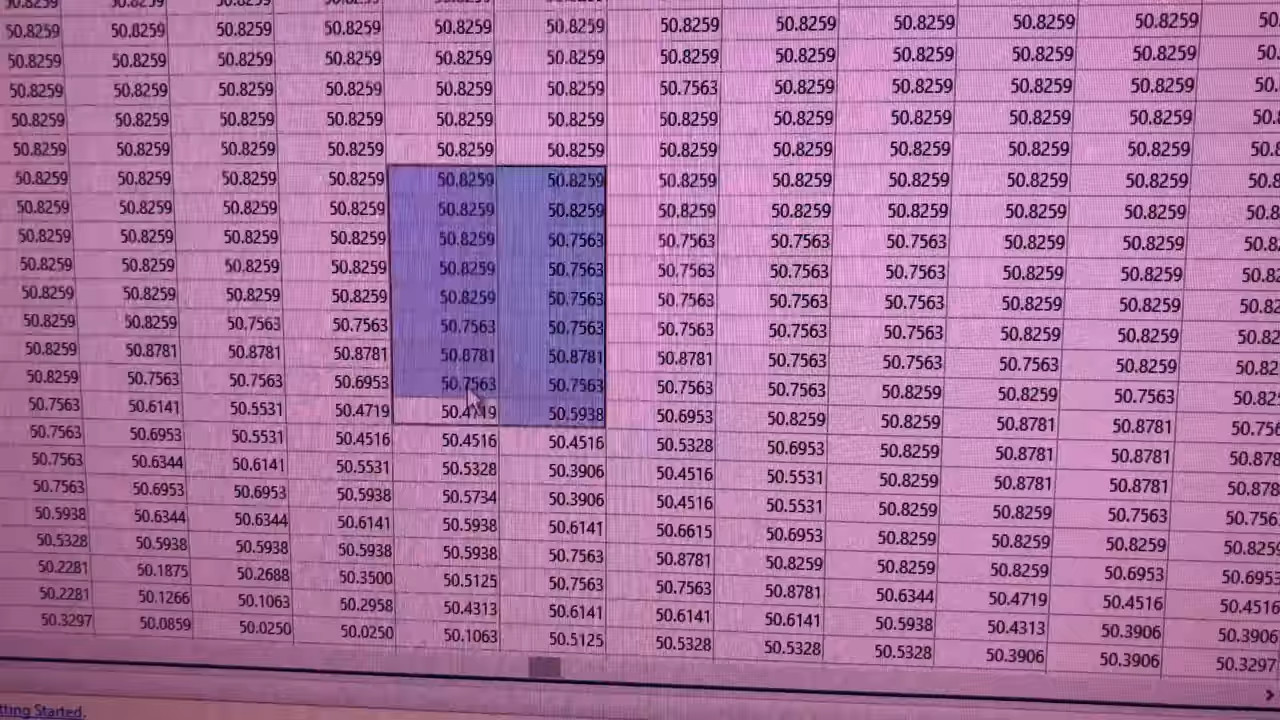 50.8259 50.8259 50.8259 50.8259 50.8259 50.8259 50.8259 50.8259 50.8259 50.8259 50.8259
50.8259 50.8259 50.8259 50.8259 50.8259 50.8259 50.8259 50.8259 50.8259 50.8259 50.8259
50.8259 50.8259 50.8259 50.8259 50.8259 50.8259 50.7563 50.8259 50.8259 50.8259 50.8259
50.8259 50.8259 50.8259 50.8259 50.8259 50.8259 50.8259 50.8259 50.8259 50.8259 50.8259
50.8259 50.8259 50.8259 50.8259 50.8259 50.8259 50.8259 50.8259 50.8259 50.8259 50.8259
50.8259 50.8259 50.8259 50.8259 50.8259 50.8259 50.8259 50.8259 50.8259 50.8259 50.8259 50.8
50.8259 50.8259 50.8259 50.8259 50.8259 50.8259 50.8259 50.8259 50.8259 50.8259 50.8259 50.8
50.8259 50.8259 50.8259 50.8259 50.8259 50.7563 50.7563 50.7563 50.7563 50.8259 50.8259 50.8
50.8259 50.8259 50.8259 50.8259 50.8259 50.7563 50.7563 50.7563 50.7563 50.8259 50.8259 50.82
50.8259 50.8259 50.8259 50.8259 50.8259 50.7563 50.7563 50.7563 50.7563 50.8259 50.8259 50.82
50.8259 50.8259 50.7563 50.7563 50.7563 50.7563 50.7563 50.7563 50.7563 50.8259 50.8259 50.82
50.8259 50.8781 50.8781 50.8781 50.8781 50.8781 50.8781 50.7563 50.7563 50.7563 50.8259 50.82
50.8259 50.7563 50.7563 50.6953 50.7563 50.7563 50.7563 50.7563 50.8259 50.8259 50.8259 50.82
50.7563 50.6141 50.5531 50.4719 50.4719 50.5938 50.6953 50.8259 50.8259 50.8781 50.8781 50.756
50.7563 50.6953 50.5531 50.4516 50.4516 50.4516 50.5328 50.6953 50.8259 50.8781 50.8781 50.878
50.7563 50.6344 50.6141 50.5531 50.5328 50.3906 50.4516 50.5531 50.8259 50.8781 50.8781 50.878
50.7563 50.6953 50.6953 50.5938 50.5734 50.3906 50.4516 50.5531 50.8259 50.8259 50.7563 50.756
50.5938 50.6344 50.6344 50.6141 50.5938 50.6141 50.6615 50.6953 50.8259 50.8259 50.8259 50.8259
50.5328 50.5938 50.5938 50.5938 50.5938 50.7563 50.8781 50.8259 50.8259 50.8259 50.6953 50.6953
50.2281 50.1875 50.2688 50.3500 50.5125 50.7563 50.7563 50.8781 50.6344 50.4719 50.4516 50.4516
50.2281 50.1266 50.1063 50.2958 50.4313 50.6141 50.6141 50.6141 50.5938 50.4313 50.3906 50.3906
50.3297 50.0859 50.0250 50.0250 50.1063 50.5125 50.5328 50.5328 50.5328 50.3906 50.3906 50.3297
tting Started.